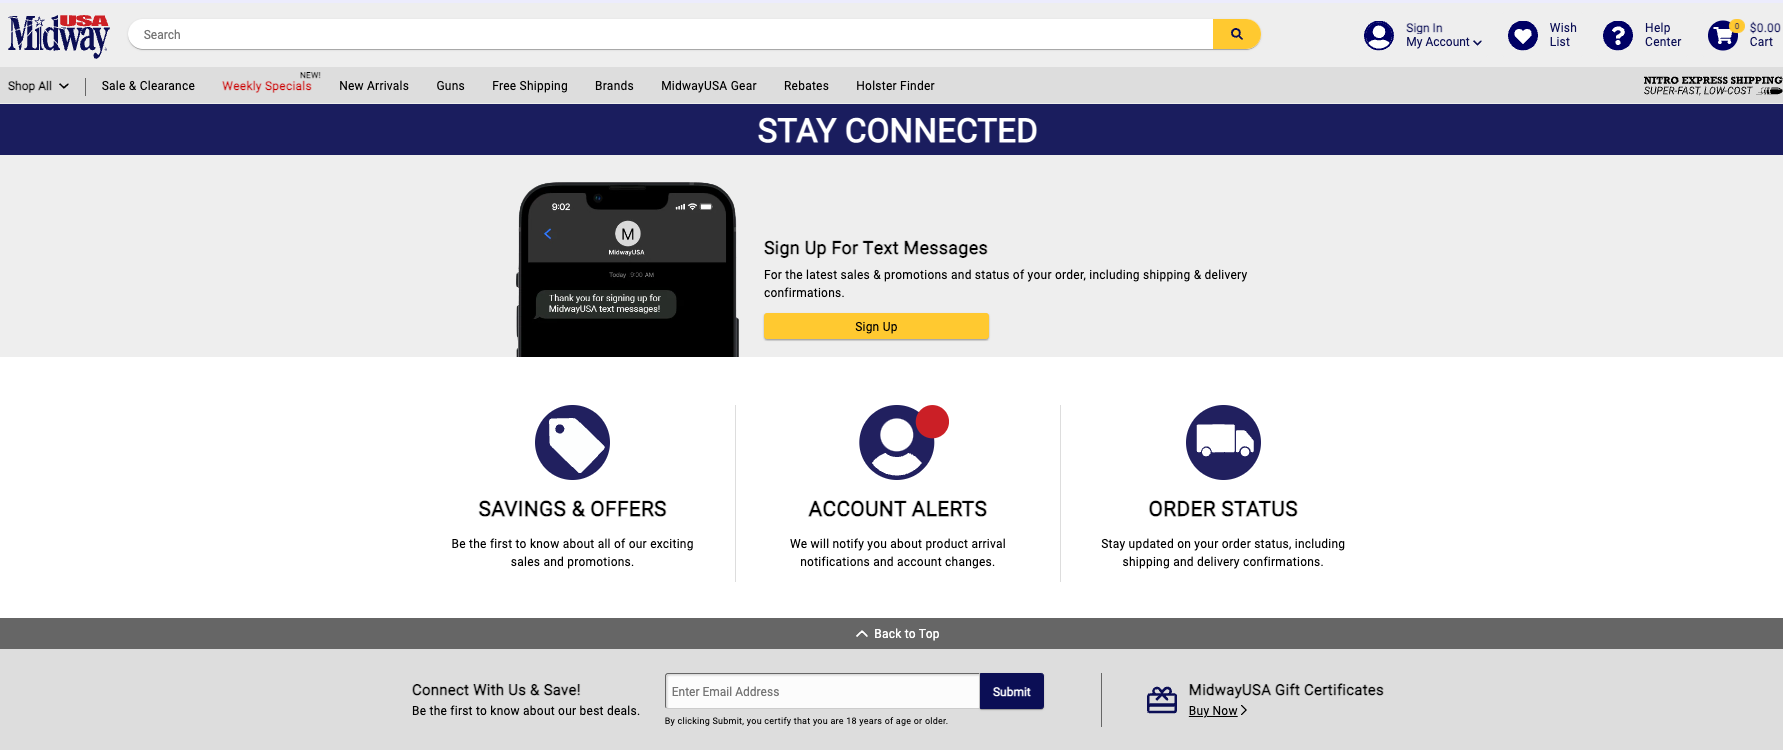 MidwayUSA
Search
Sign In
My Account
Wish
List
Help
Center
0
$0.00
Cart
Shop All
Sale & Clearance
Weekly Specials
NEW!
New Arrivals
Guns
Free Shipping
Brands
MidwayUSA Gear
Rebates
Holster Finder
NITRO EXPRESS SHIPPING
SUPER-FAST, LOW-COST
STAY CONNECTED
9:02
M
MidwayUSA
Today 9:00 AM
Thank you for signing up for
MidwayUSA text messages!
Sign Up For Text Messages
For the latest sales & promotions and status of your order, including shipping & delivery
confirmations.
Sign Up
SAVINGS & OFFERS
Be the first to know about all of our exciting
sales and promotions.
ACCOUNT ALERTS
We will notify you about product arrival
notifications and account changes.
ORDER STATUS
Stay updated on your order status, including
shipping and delivery confirmations.
Back to Top
Connect With Us & Save!
Be the first to know about our best deals.
Enter Email Address
Submit
By clicking Submit, you certify that you are 18 years of age or older.
MidwayUSA Gift Certificates
Buy Now